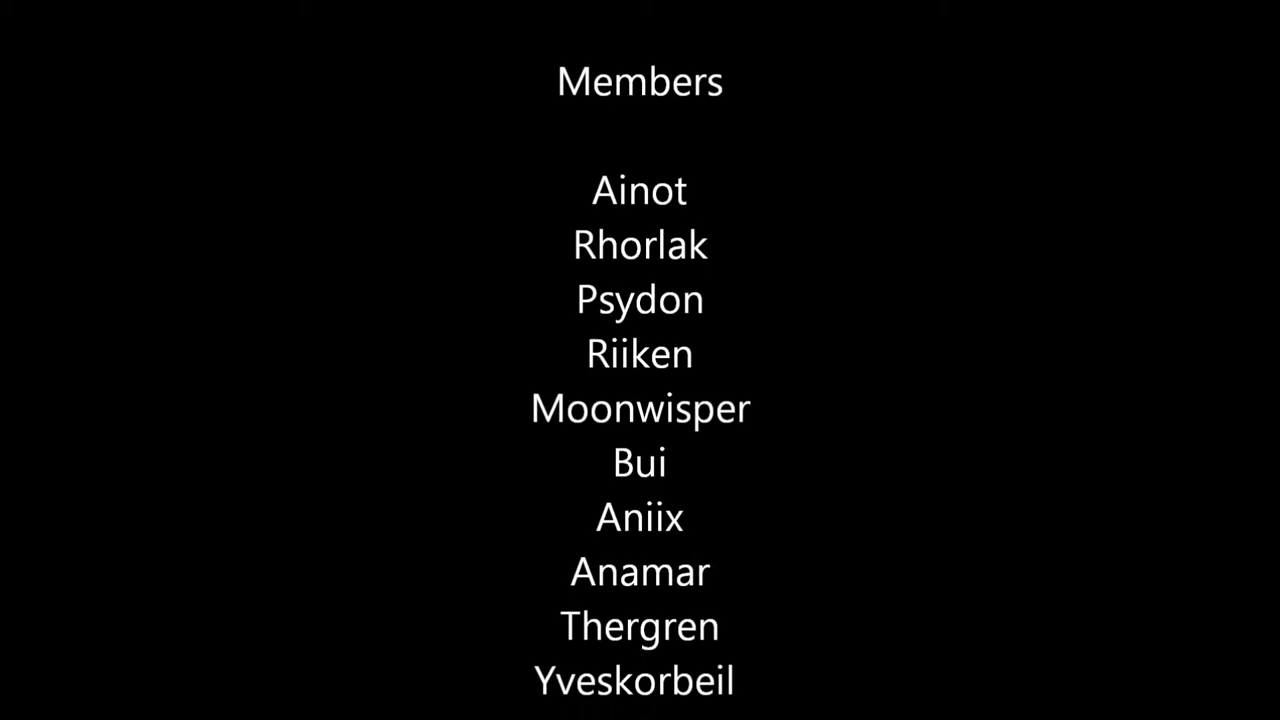 Members
Ainot
Rhorlak
Psydon
Riiken
Moonwisper
Bui
Aniix
Anamar
Thergren
Yveskorbeil